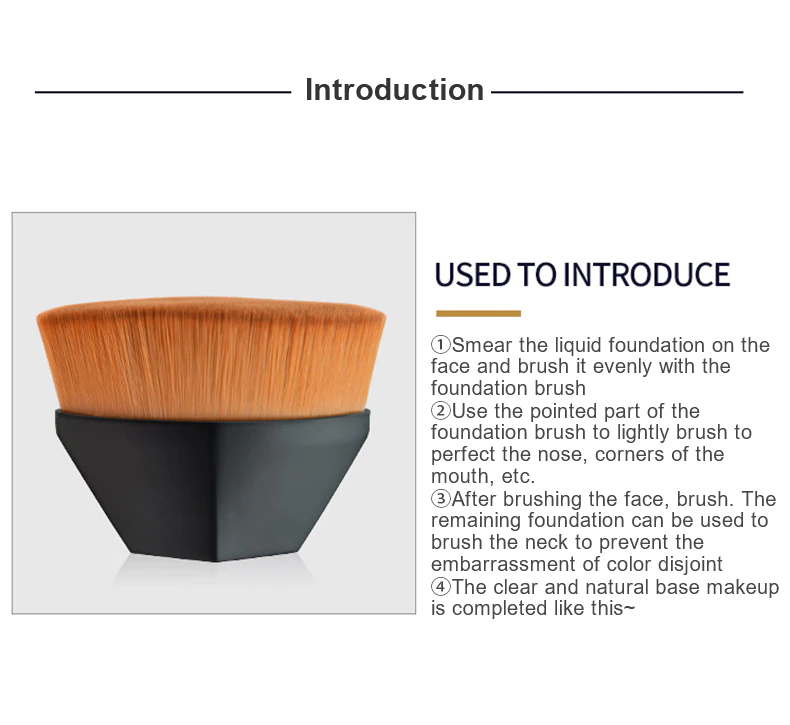 Introduction
USED TO INTRODUCE
①Smear the liquid foundation on the
face and brush it evenly with the
foundation brush
②Use the pointed part of the
foundation brush to lightly brush to
perfect the nose, corners of the
mouth, etc.
③After brushing the face, brush. The
remaining foundation can be used to
brush the neck to prevent the
embarrassment of color disjoint
④The clear and natural base makeup
is completed like this~